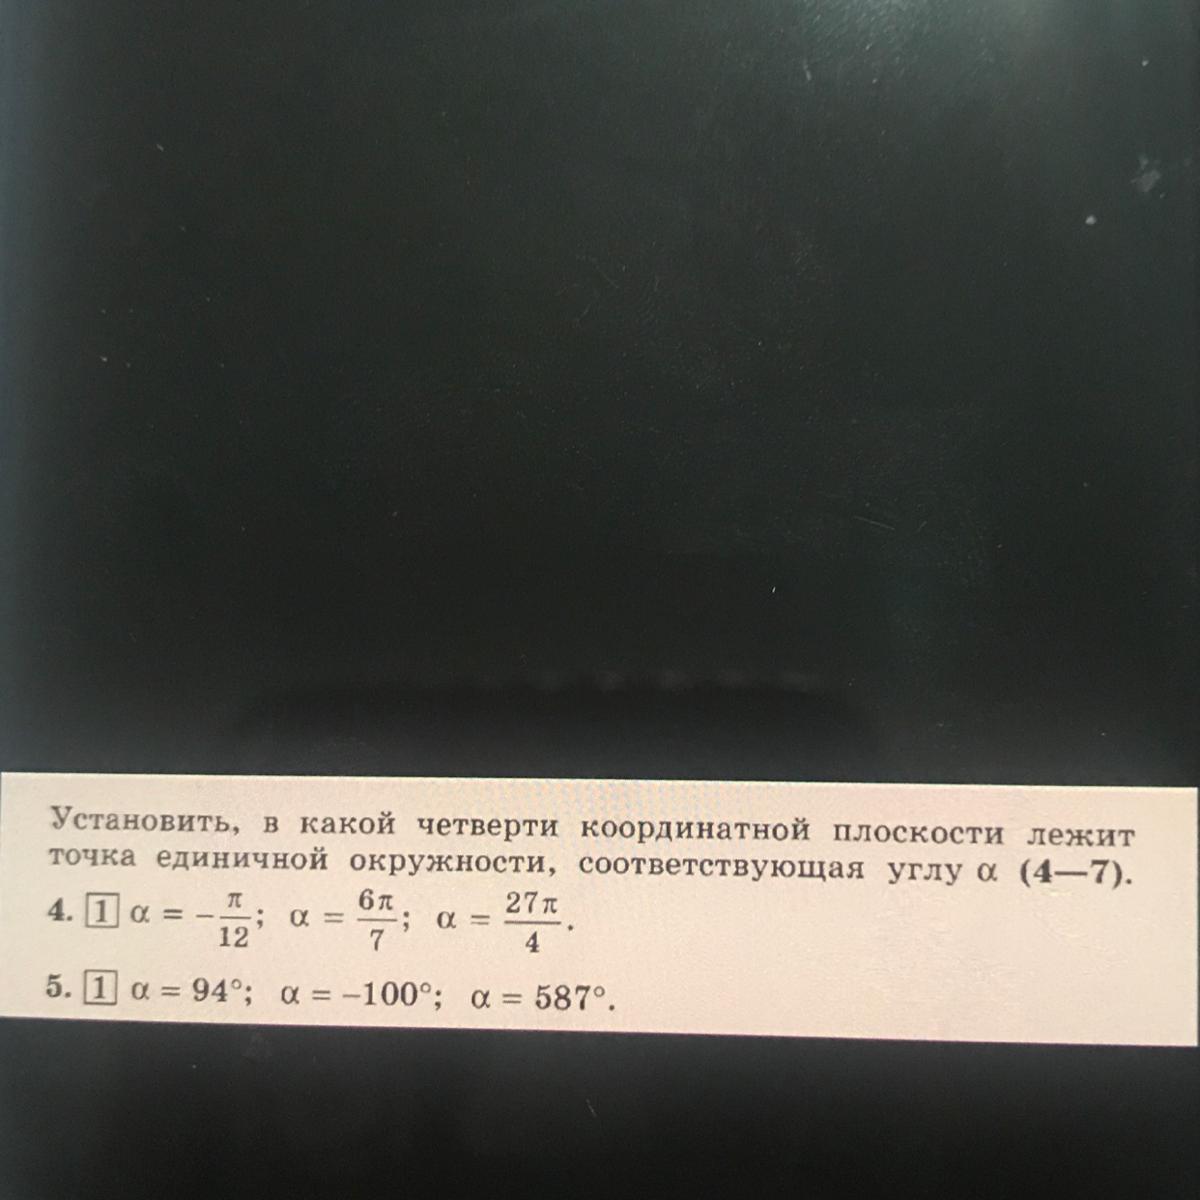 Установить, в какой четверти координатной плоскости лежит
точка единичной окружности, соответствующая углу α (4—7).
4. 1 α = −π/12; α = 6π/7; α = 27π/4.
5. 1 α = 94°; α = −100°; α = 587°.